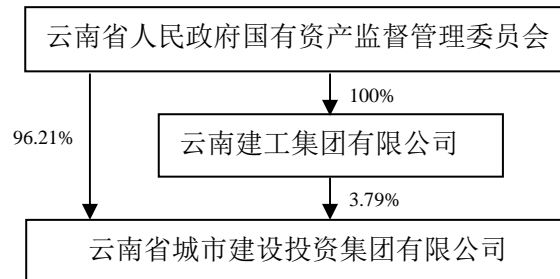 云南省人民政府国有资产监督管理委员会
100%
96.21%
云南建工集团有限公司
3.79%
云南省城市建设投资集团有限公司